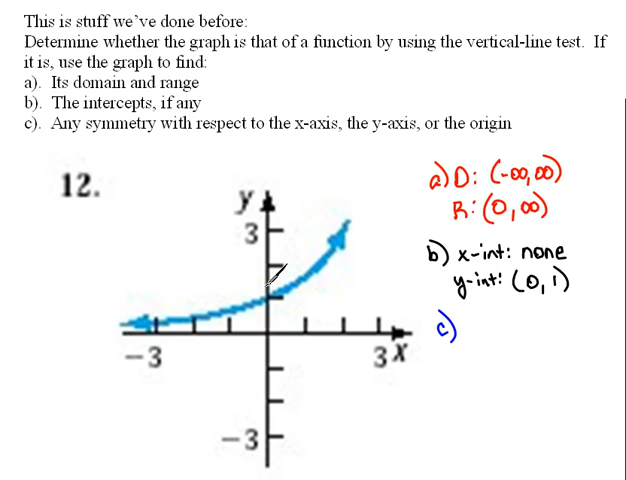 This is stuff we've done before:
Determine whether the graph is that of a function by using the vertical-line test. If
it is, use the graph to find:
a). Its domain and range
b). The intercepts, if any
c). Any symmetry with respect to the x-axis, the y-axis, or the origin
12.
a) D: (-∞, ∞)
R: (0, ∞)
b) x-int: none
y-int: (0, 1)
c)
y
3
-3
3
x
-3